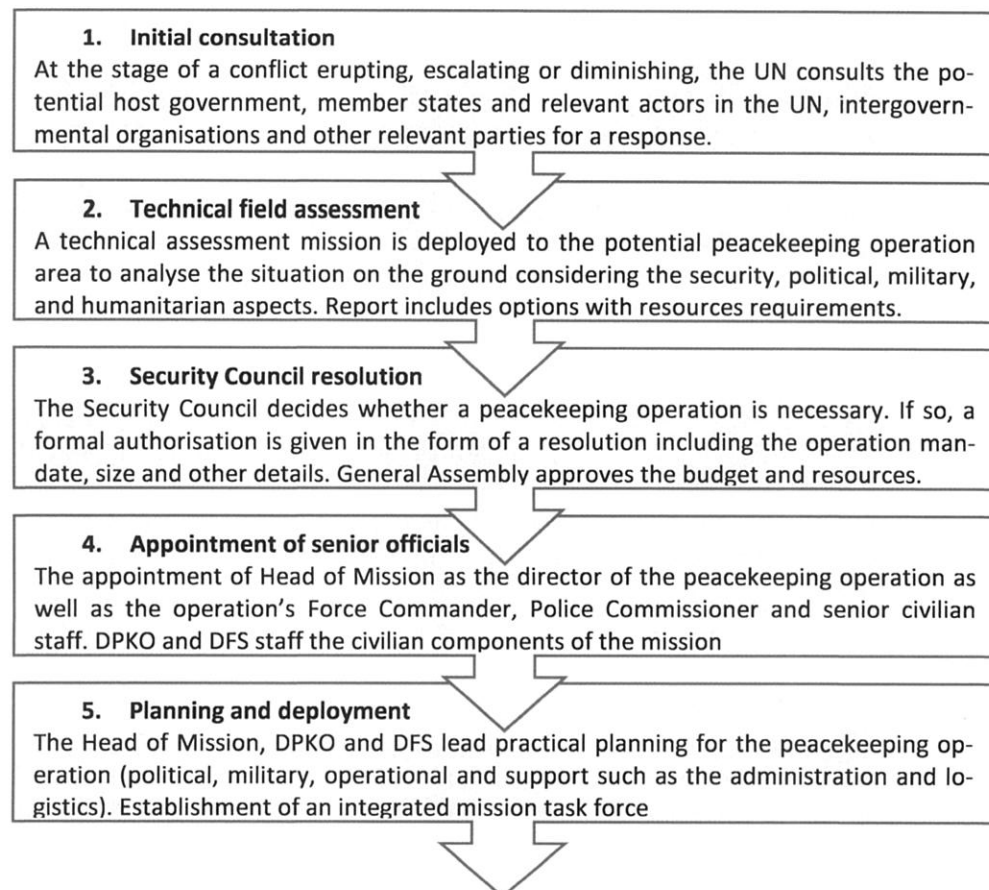 1. Initial consultation
At the stage of a conflict erupting, escalating or diminishing, the UN consults the po-
tential host government, member states and relevant actors in the UN, intergovern-
mental organisations and other relevant parties for a response.
2. Technical field assessment
A technical assessment mission is deployed to the potential peacekeeping operation
area to analyse the situation on the ground considering the security, political, military,
and humanitarian aspects. Report includes options with resources requirements.
3. Security Council resolution
The Security Council decides whether a peacekeeping operation is necessary. If so, a
formal authorisation is given in the form of a resolution including the operation man-
date, size and other details. General Assembly approves the budget and resources.
4. Appointment of senior officials
The appointment of Head of Mission as the director of the peacekeeping operation as
well as the operation's Force Commander, Police Commissioner and senior civilian
staff. DPKO and DFS staff the civilian components of the mission
5. Planning and deployment
The Head of Mission, DPKO and DFS lead practical planning for the peacekeeping op-
eration (political, military, operational and support such as the administration and lo-
gistics). Establishment of an integrated mission task force